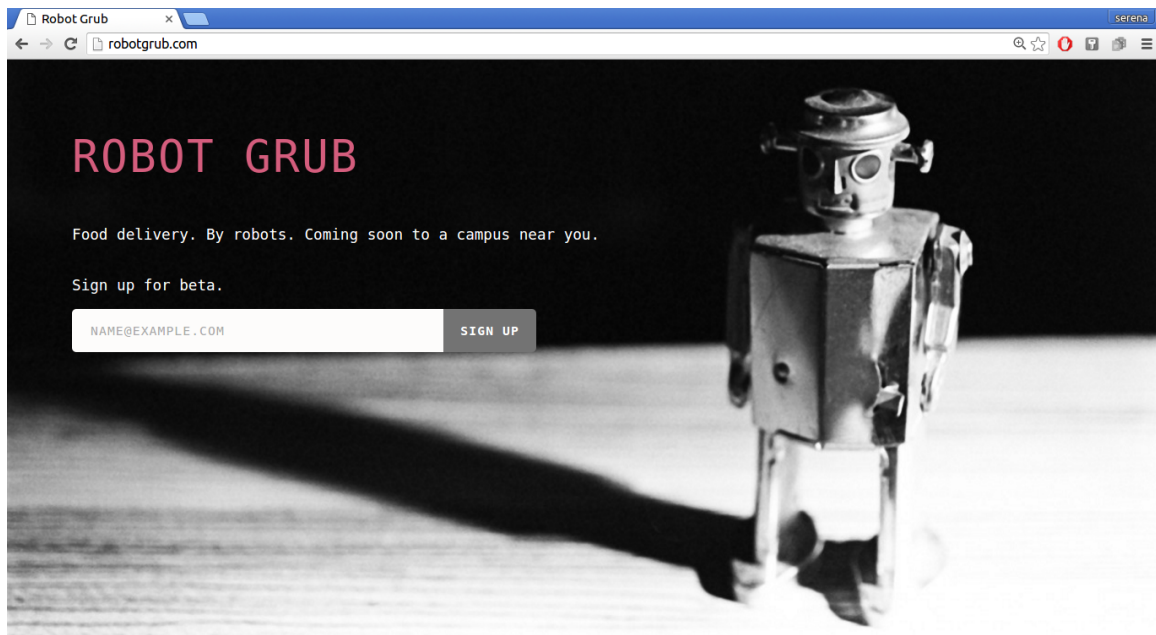 Robot Grub
serena
robotgrub.com
ROBOT GRUB
Food delivery. By robots. Coming soon to a campus near you.
Sign up for beta.
NAME@EXAMPLE.COM SIGN UP